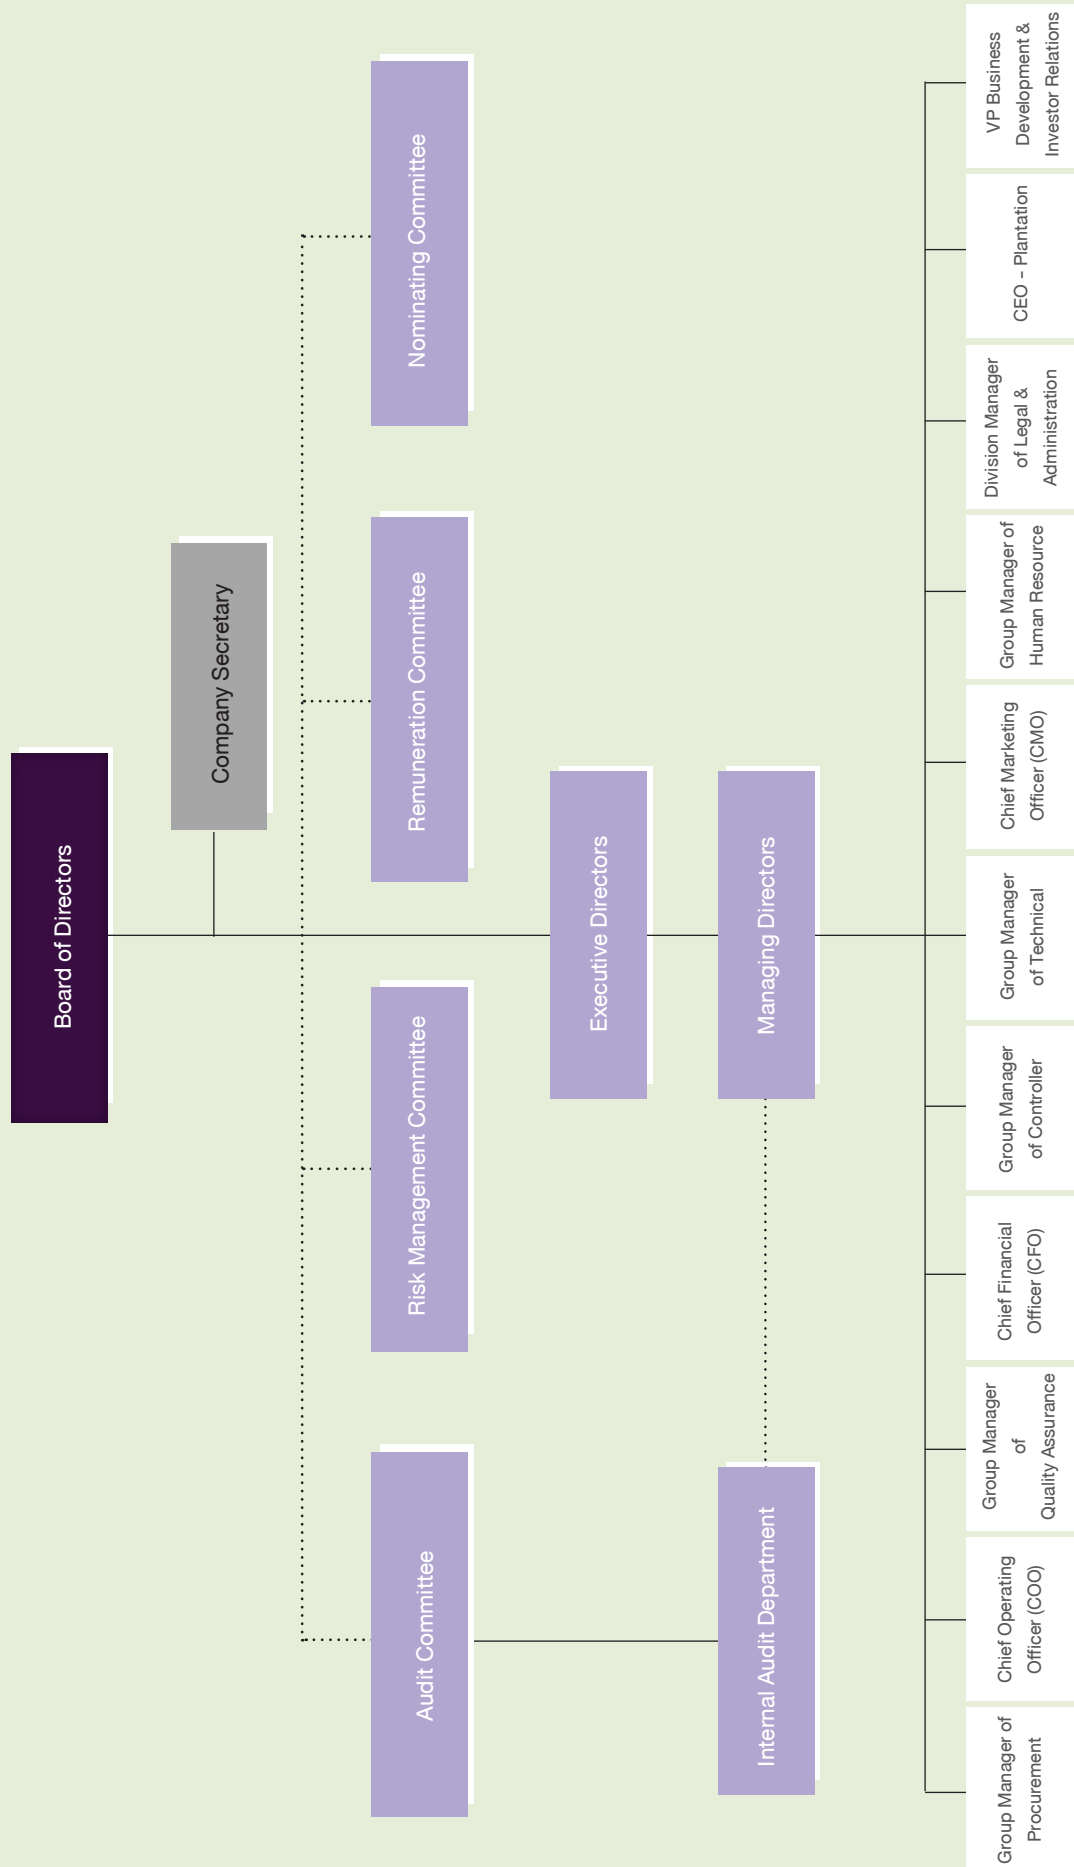 Board of Directors
Company Secretary
Audit Committee
Risk Management Committee
Remuneration Committee
Nominating Committee
Executive Directors
Internal Audit Department
Managing Directors
Group Manager of
Procurement
Chief Operating
Officer (COO)
Group Manager
of
Quality Assurance
Chief Financial
Officer (CFO)
Group Manager
of Controller
Group Manager
of Technical
Chief Marketing
Officer (CMO)
Group Manager of
Human Resource
Division Manager
of Legal &
Administration
CEO - Plantation
VP Business
Development &
Investor Relations